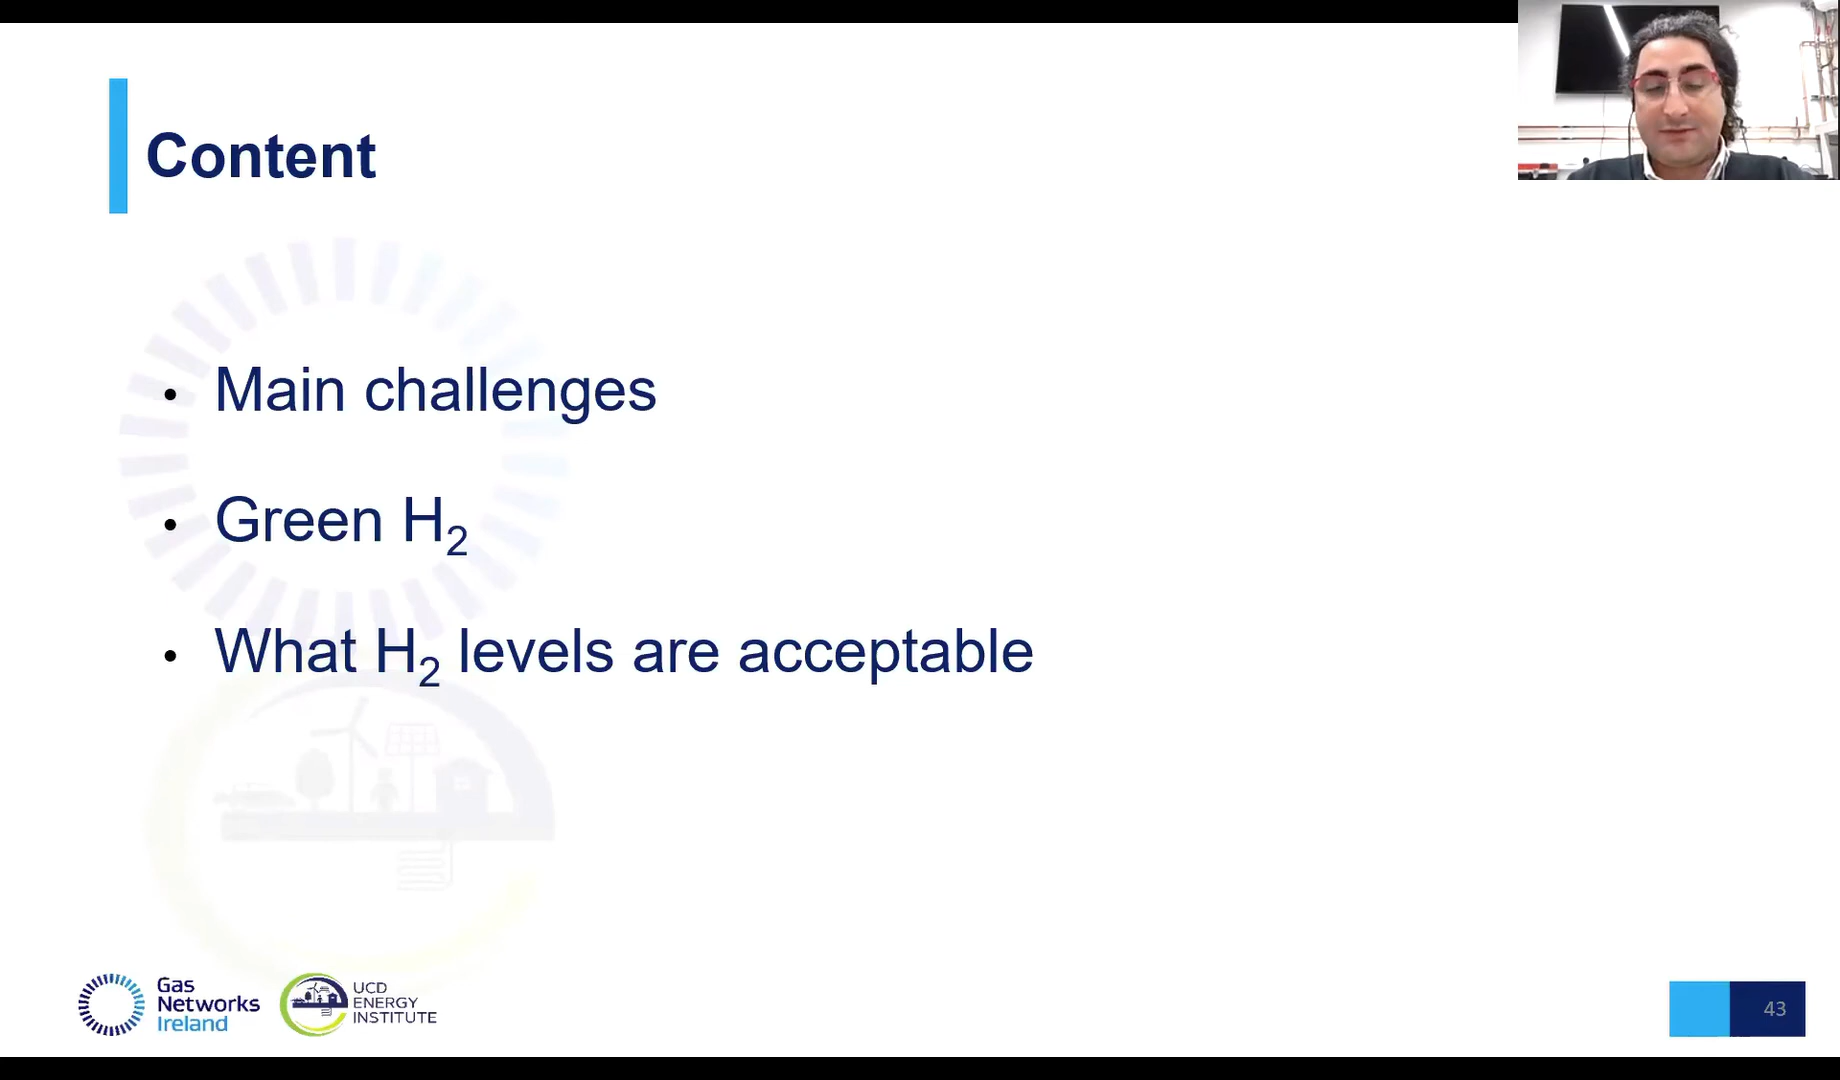 Content
• Main challenges
• Green H₂
• What H₂ levels are acceptable
Gas
Networks
Ireland
UCD
ENERGY
INSTITUTE
43